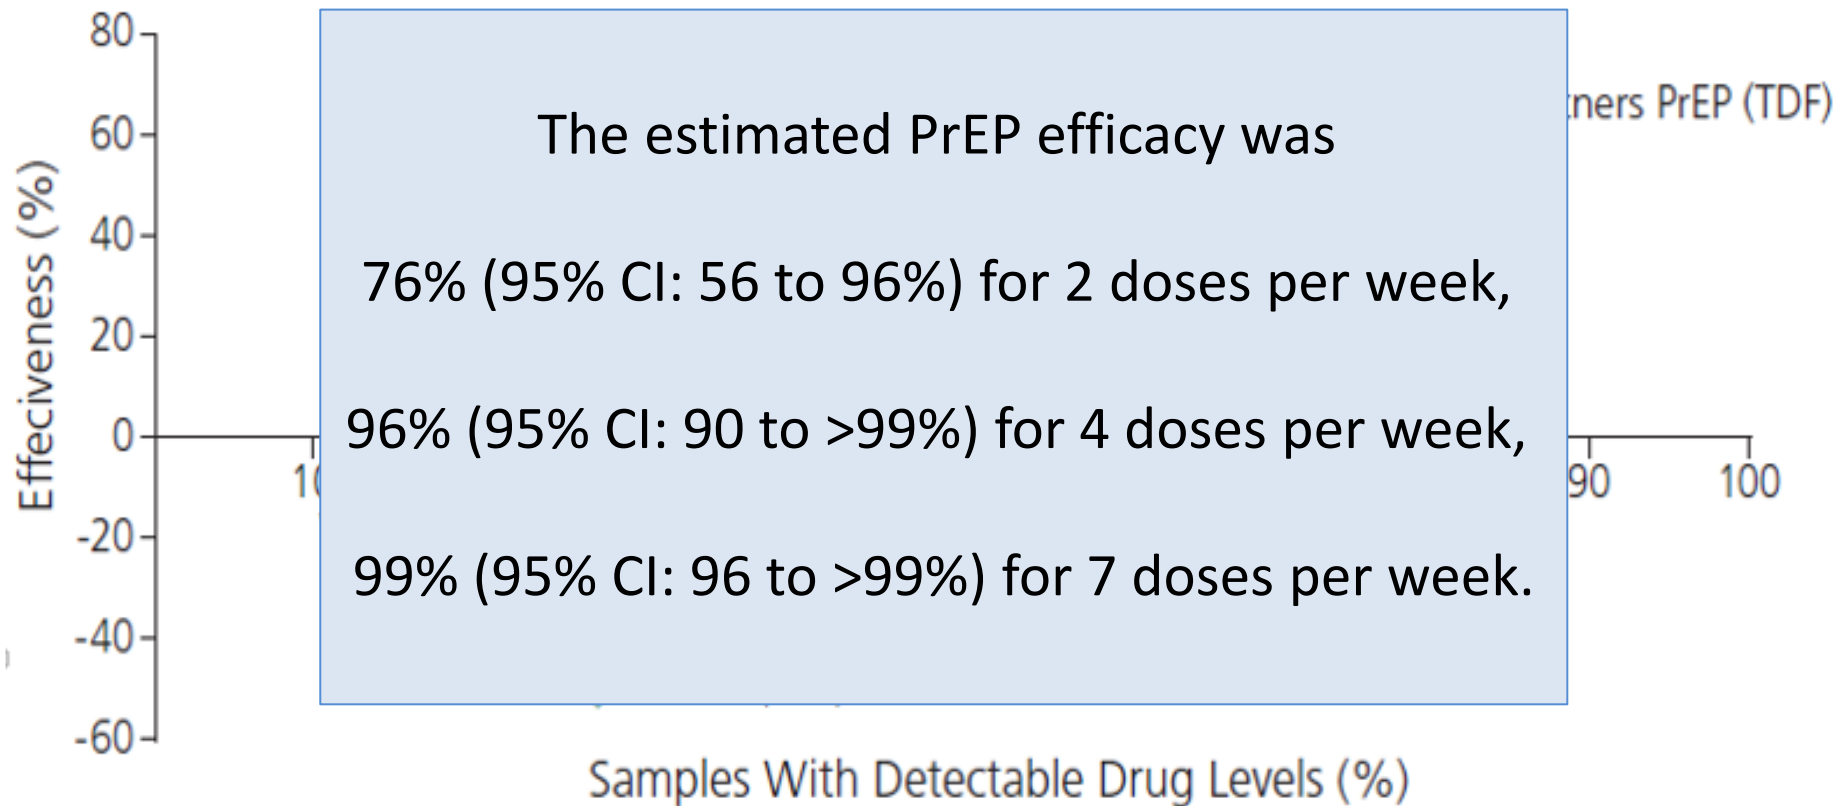 80
60
40
20
0
-20
-40
-60
Effeciveness (%)
The estimated PrEP efficacy was
76% (95% CI: 56 to 96%) for 2 doses per week,
96% (95% CI: 90 to >99%) for 4 doses per week,
99% (95% CI: 96 to >99%) for 7 doses per week.
PrEP (TDF)
90
100
Samples With Detectable Drug Levels (%)